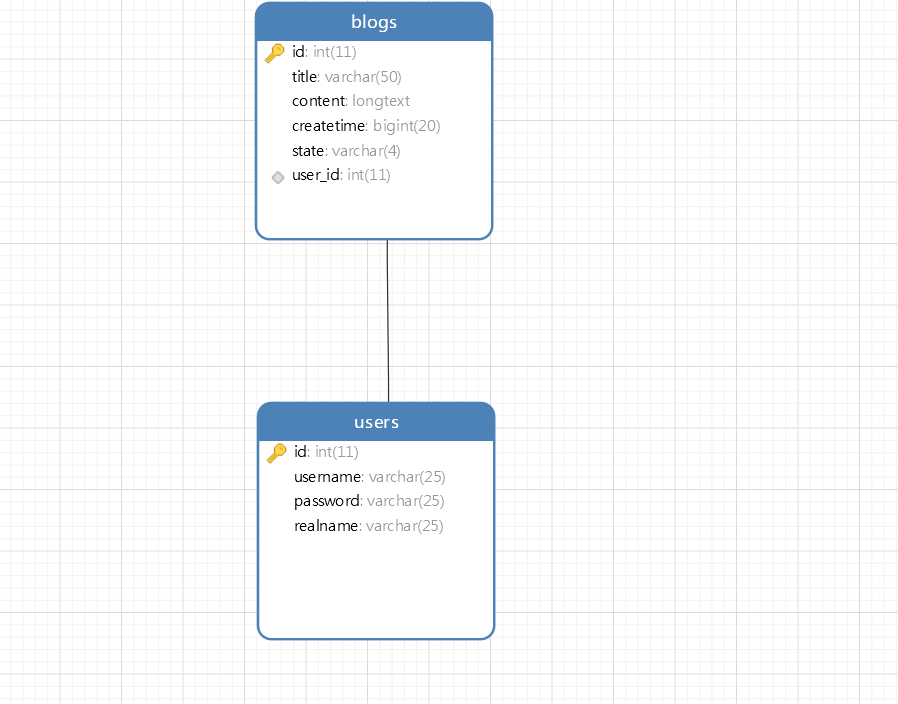 blogs
id: int(11)
title: varchar(50)
content: longtext
createtime: bigint(20)
state: varchar(4)
user_id: int(11)
users
id: int(11)
username: varchar(25)
password: varchar(25)
realname: varchar(25)